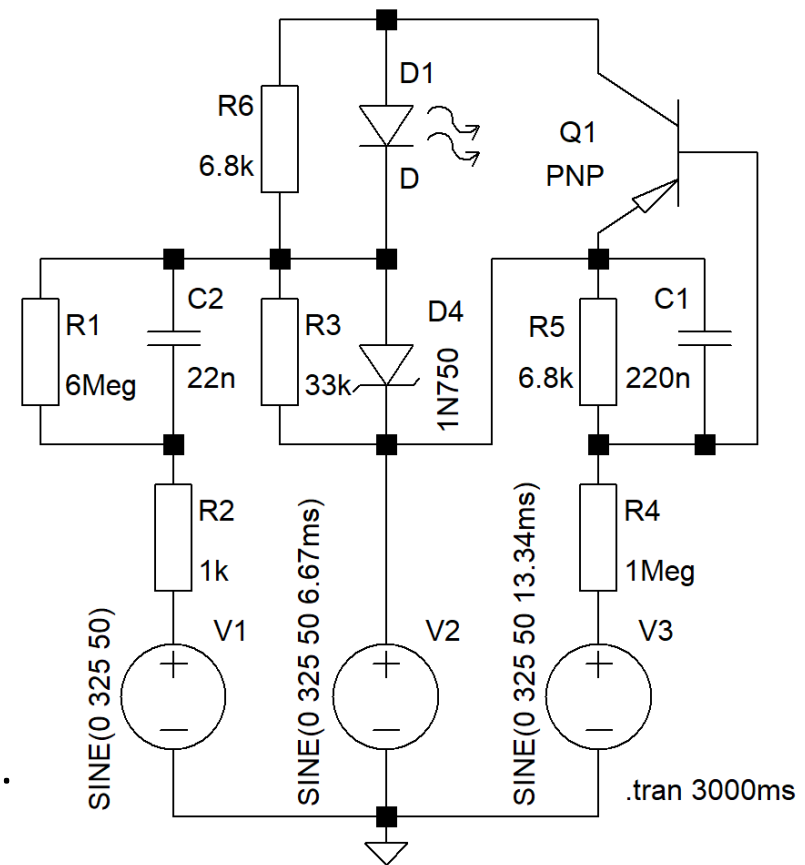 D1
R6
6.8k
D
Q1
PNP
C2
R1
6Meg
22n
R3
33k
D4
1N750
R5
6.8k
C1
220n
R2
1k
R4
1Meg
V1
SINE(0 325 50)
V2
SINE(0 325 50 6.67ms)
V3
SINE(0 325 50 13.34ms)
.tran 3000ms